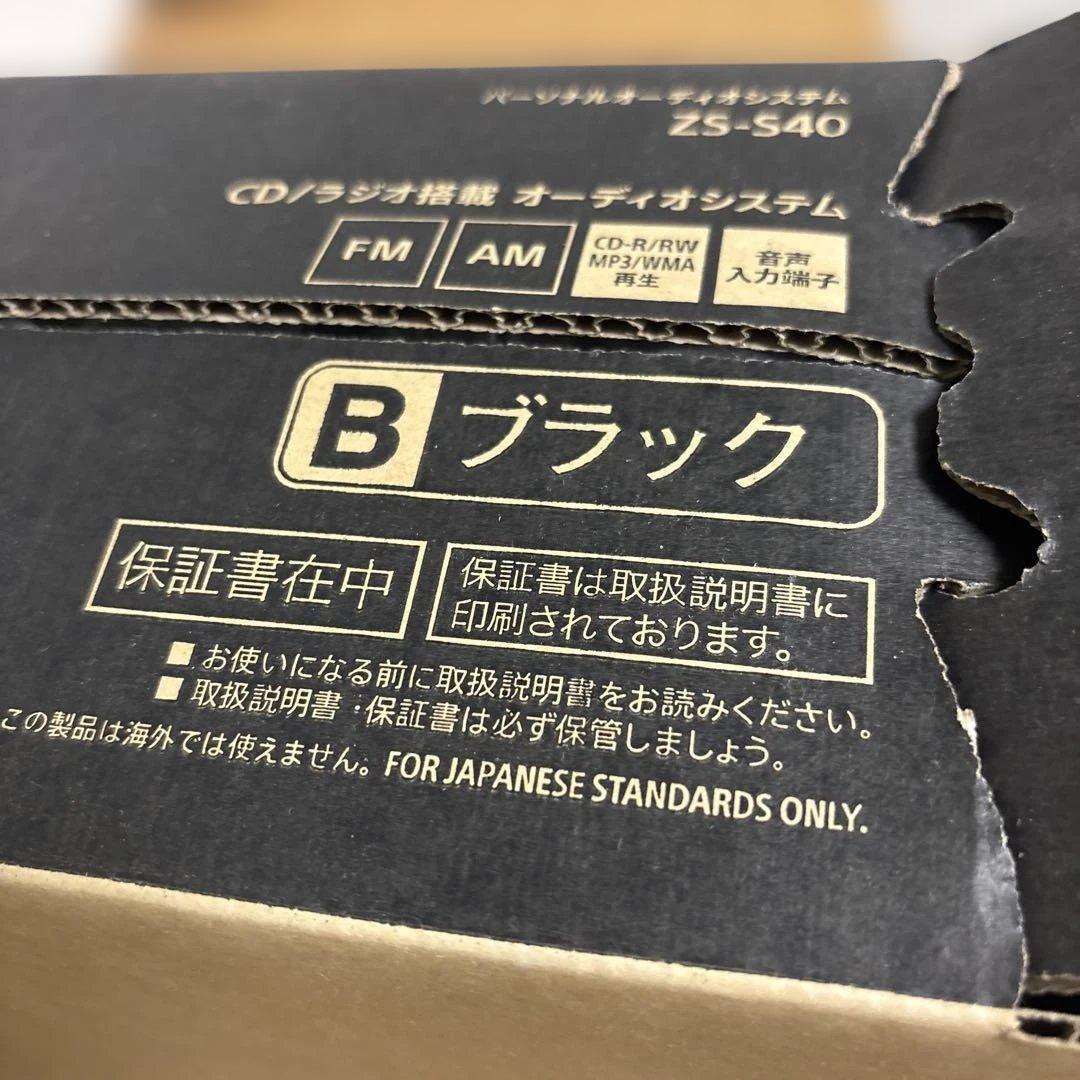 パーソナルオーディオシステム
ZS-S40
CD/ラジオ搭載 オーディオシステム
FM AM CD-R/RW MP3/WMA 再生 音声 入力端子
B ブラック
保証書在中
保証書は取扱説明書に
印刷されております。
■ お使いになる前に取扱説明書をお読みください。
■ 取扱説明書・保証書は必ず保管しましょう。
この製品は海外では使えません。FOR JAPANESE STANDARDS ONLY.